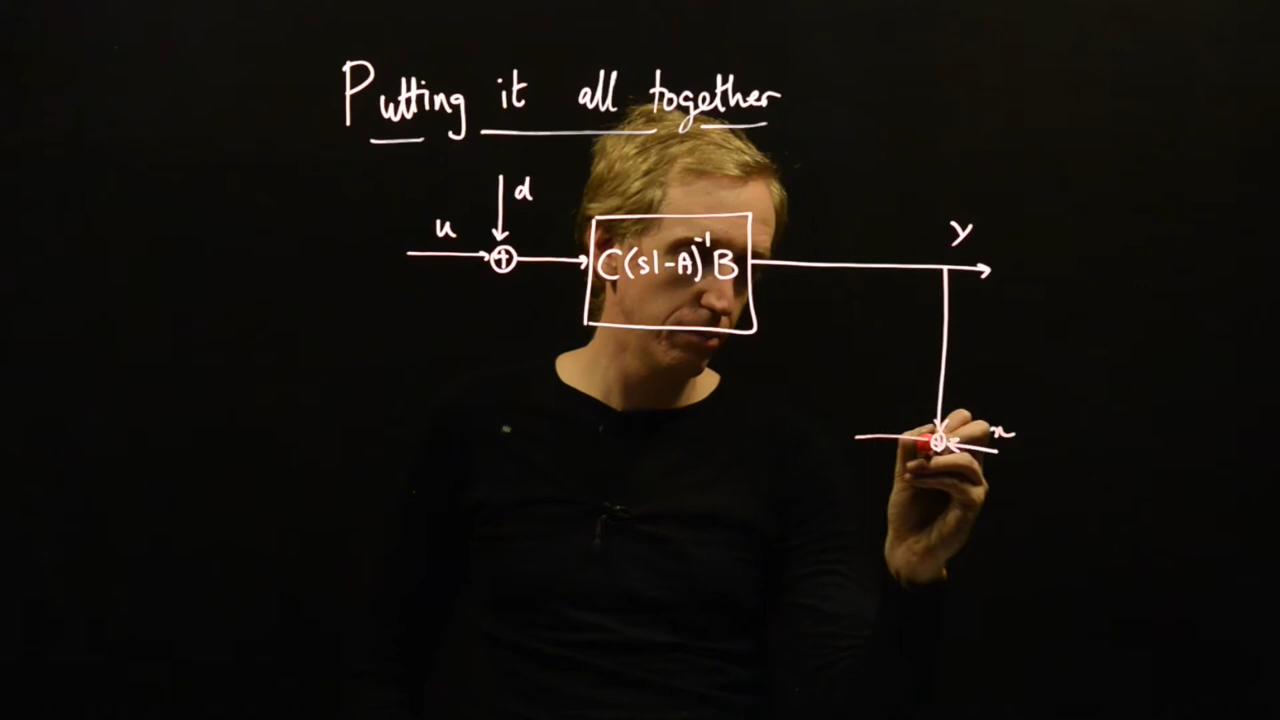 Putting it all together
d
u
+
C(sI-A)⁻¹B
y
+
n